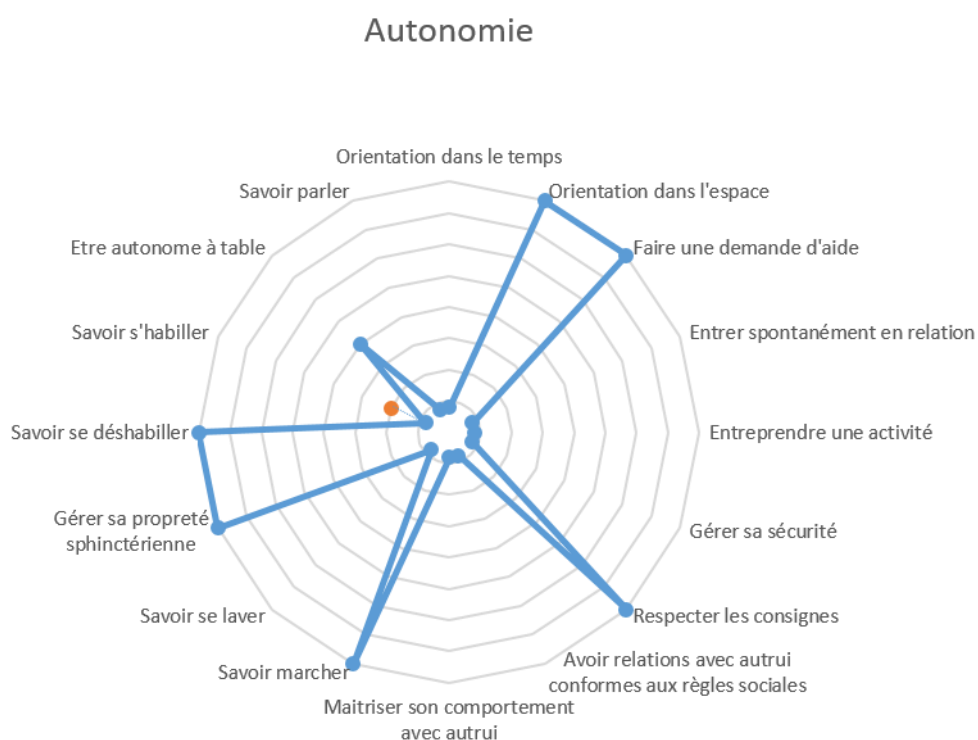 Autonomie
Orientation dans le temps
Orientation dans l'espace
Faire une demande d'aide
Entrer spontanément en relation
Entreprendre une activité
Gérer sa sécurité
Respecter les consignes
Avoir relations avec autrui
conformes aux règles sociales
Maitriser son comportement
avec autrui
Savoir marcher
Savoir se laver
Gérer sa propreté
sphinctérienne
Savoir se déshabiller
Savoir s'habiller
Etre autonome à table
Savoir parler